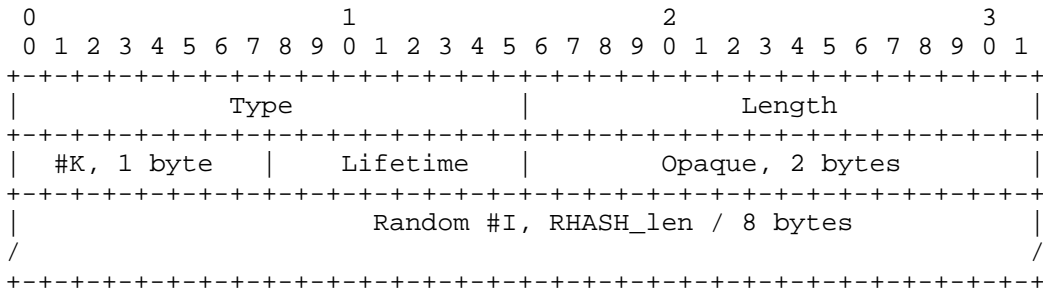 0                   1                   2                   3
 0 1 2 3 4 5 6 7 8 9 0 1 2 3 4 5 6 7 8 9 0 1 2 3 4 5 6 7 8 9 0 1
+-+-+-+-+-+-+-+-+-+-+-+-+-+-+-+-+-+-+-+-+-+-+-+-+-+-+-+-+-+-+-+-+
|             Type              |             Length            |
+-+-+-+-+-+-+-+-+-+-+-+-+-+-+-+-+-+-+-+-+-+-+-+-+-+-+-+-+-+-+-+-+
|  #K, 1 byte   |    Lifetime   |        Opaque, 2 bytes        |
+-+-+-+-+-+-+-+-+-+-+-+-+-+-+-+-+-+-+-+-+-+-+-+-+-+-+-+-+-+-+-+-+
|                      Random #I, RHASH_len / 8 bytes           |
/                                                               /
+-+-+-+-+-+-+-+-+-+-+-+-+-+-+-+-+-+-+-+-+-+-+-+-+-+-+-+-+-+-+-+-+